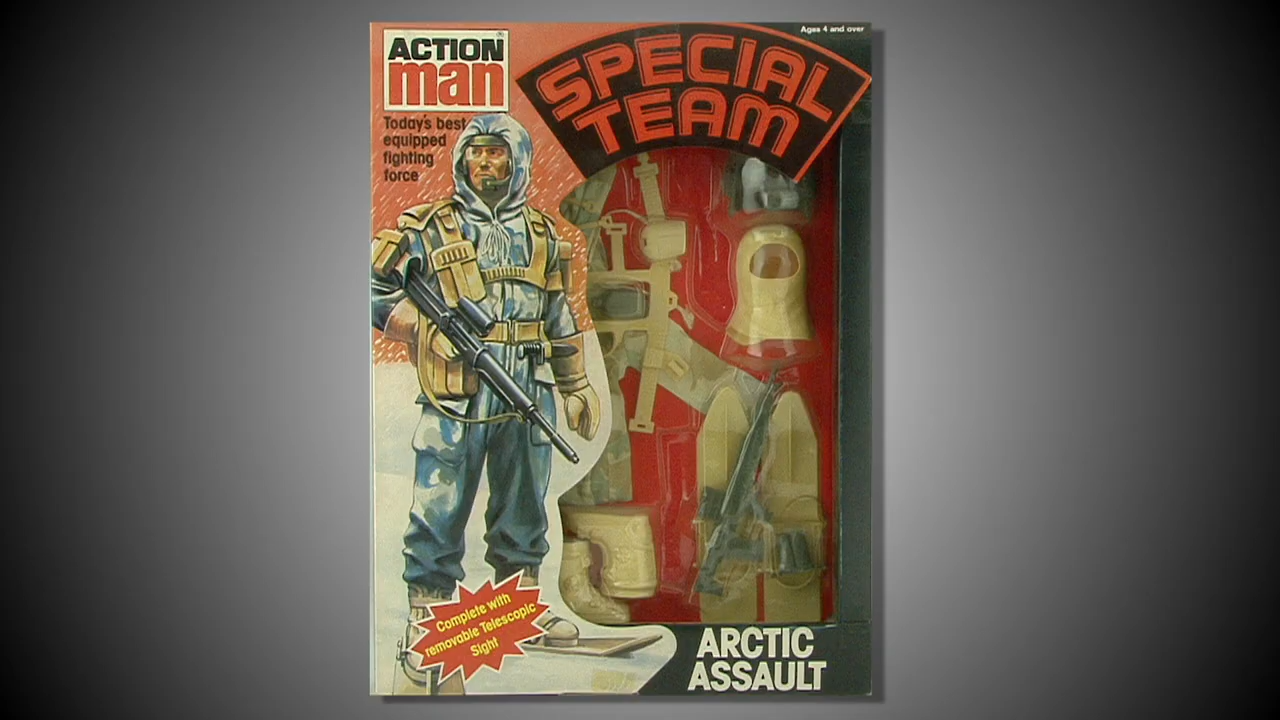 ACTION
man®
Today's best
equipped
fighting
force
SPECIAL
TEAM
Ages 4 and over
Complete with
removable Telescopic
Sight
ARCTIC
ASSAULT